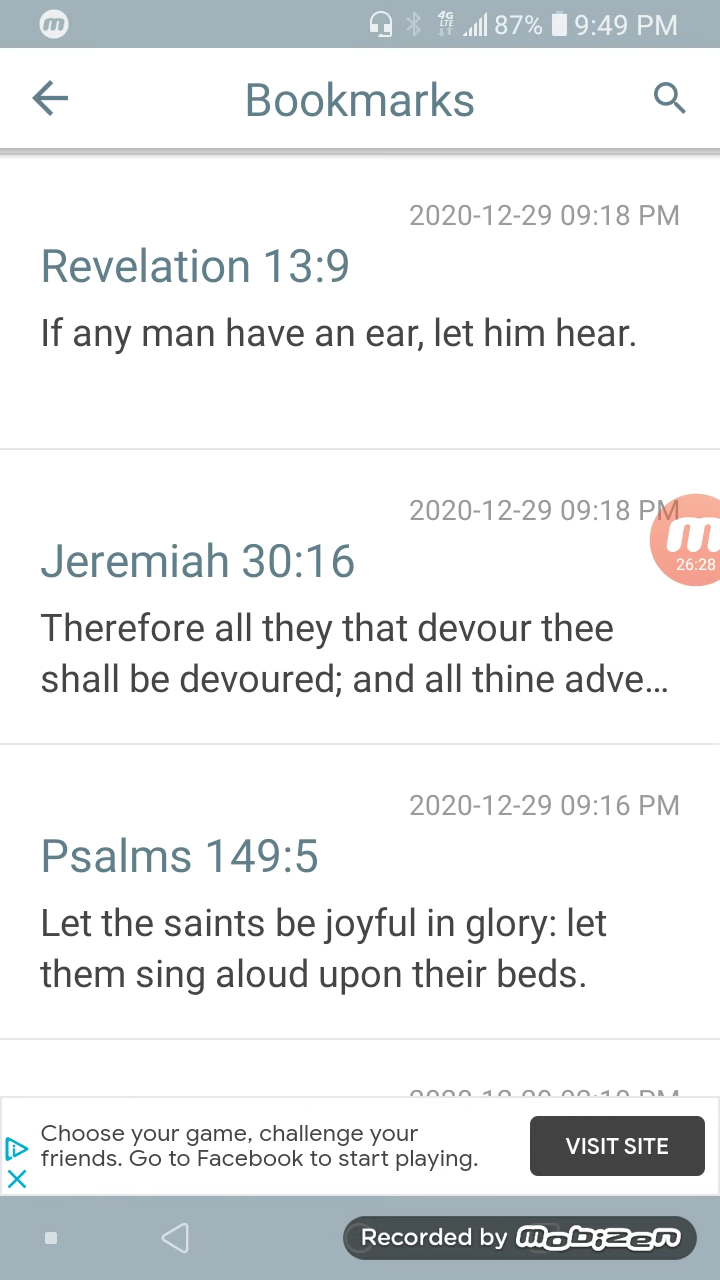 m 4G LTE 87% 9:49 PM
Bookmarks
2020-12-29 09:18 PM
Revelation 13:9
If any man have an ear, let him hear.
2020-12-29 09:18 PM
m
26:28
Jeremiah 30:16
Therefore all they that devour thee
shall be devoured; and all thine adve...
2020-12-29 09:16 PM
Psalms 149:5
Let the saints be joyful in glory: let
them sing aloud upon their beds.
Choose your game, challenge your
friends. Go to Facebook to start playing.
VISIT SITE
Recorded by mobizen